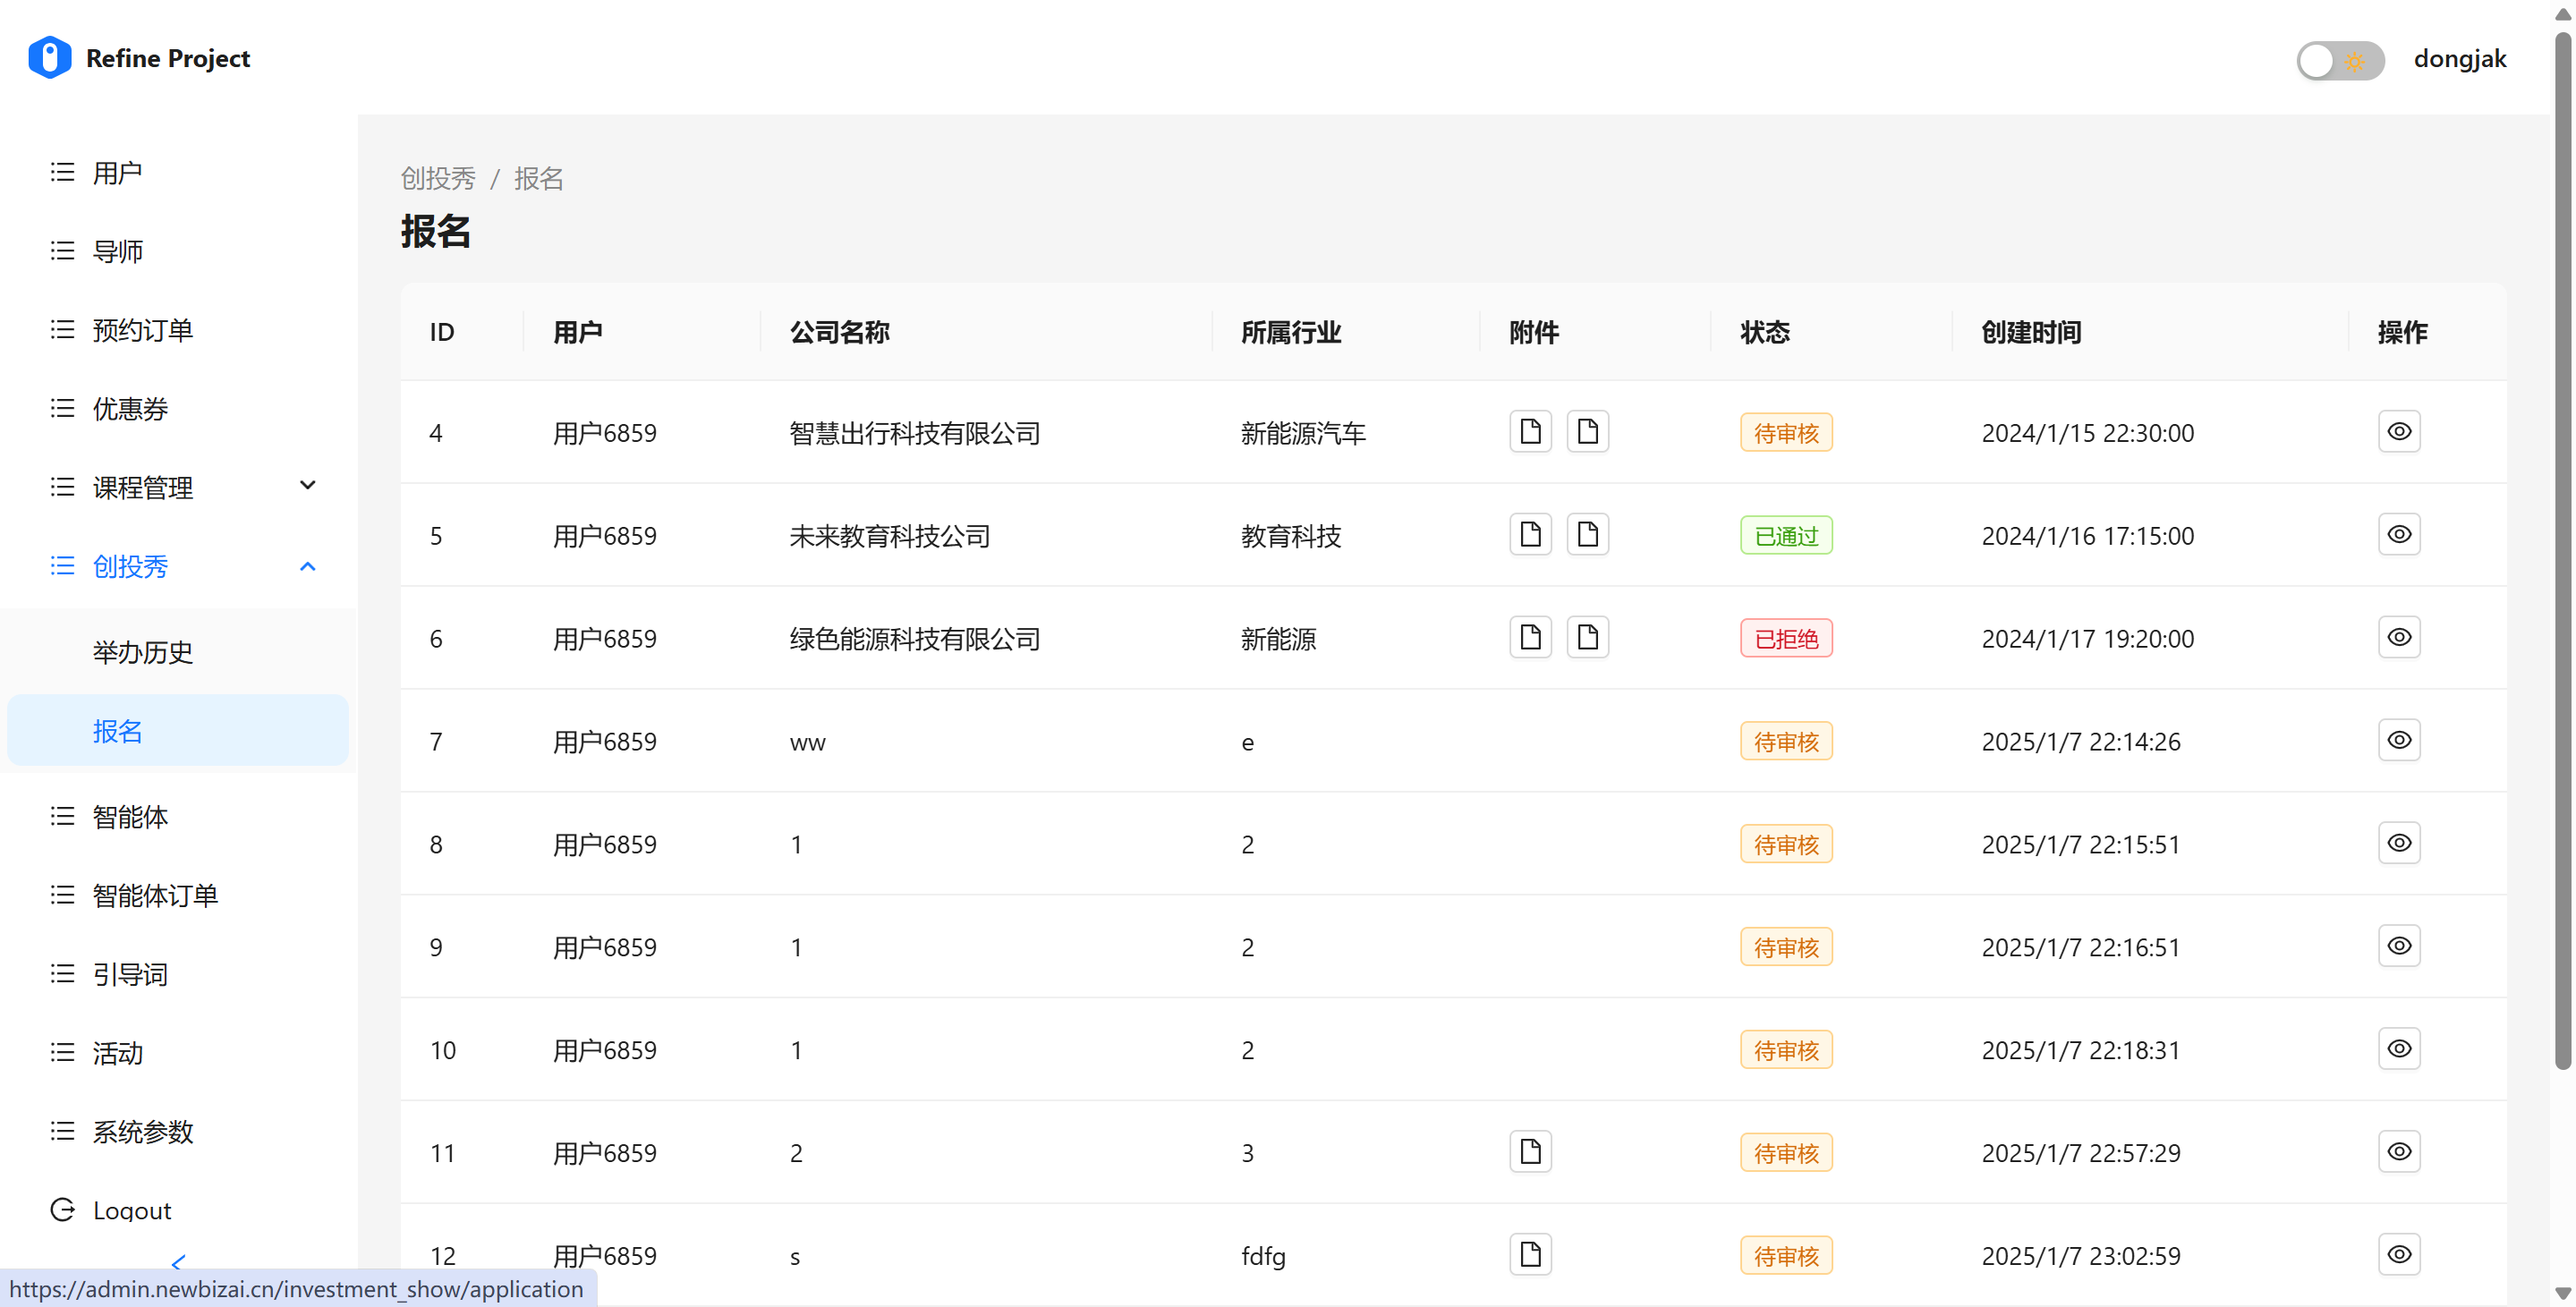 Refine Project
dongjak
用户
导师
预约订单
优惠券
课程管理
创投秀
举办历史
报名
智能体
智能体订单
引导词
活动
系统参数
Logout
创投秀 / 报名
报名
ID 用户 公司名称 所属行业 附件 状态 创建时间 操作
4 用户6859 智慧出行科技有限公司 新能源汽车 待审核 2024/1/15 22:30:00
5 用户6859 未来教育科技公司 教育科技 已通过 2024/1/16 17:15:00
6 用户6859 绿色能源科技有限公司 新能源 已拒绝 2024/1/17 19:20:00
7 用户6859 ww e 待审核 2025/1/7 22:14:26
8 用户6859 1 2 待审核 2025/1/7 22:15:51
9 用户6859 1 2 待审核 2025/1/7 22:16:51
10 用户6859 1 2 待审核 2025/1/7 22:18:31
11 用户6859 2 3 待审核 2025/1/7 22:57:29
12 用户6859 s fdfg 待审核 2025/1/7 23:02:59
https://admin.newbizai.cn/investment_show/application